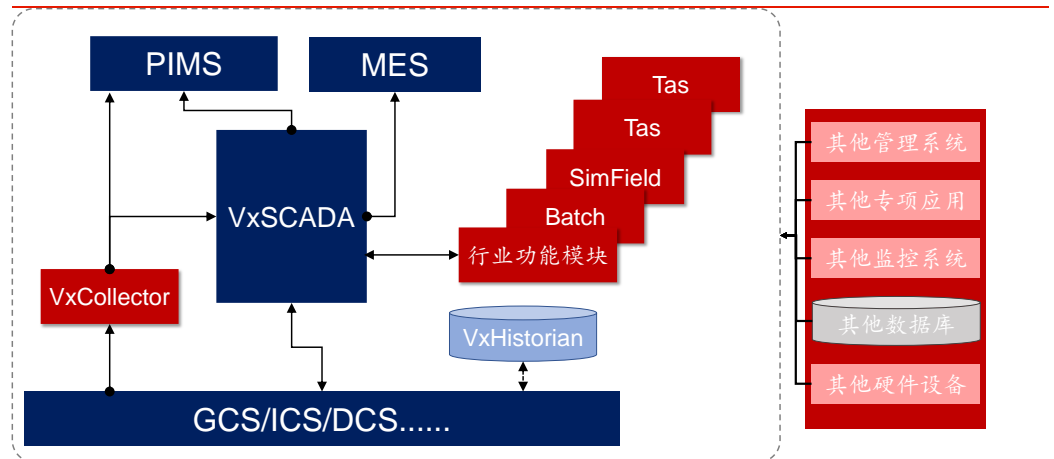 PIMS
MES
Tas
Tas
SimField
Batch
行业功能模块
VxSCADA
VxCollector
VxHistorian
GCS/ICS/DCS......
其他管理系统
其他专项应用
其他监控系统
其他数据库
其他硬件设备